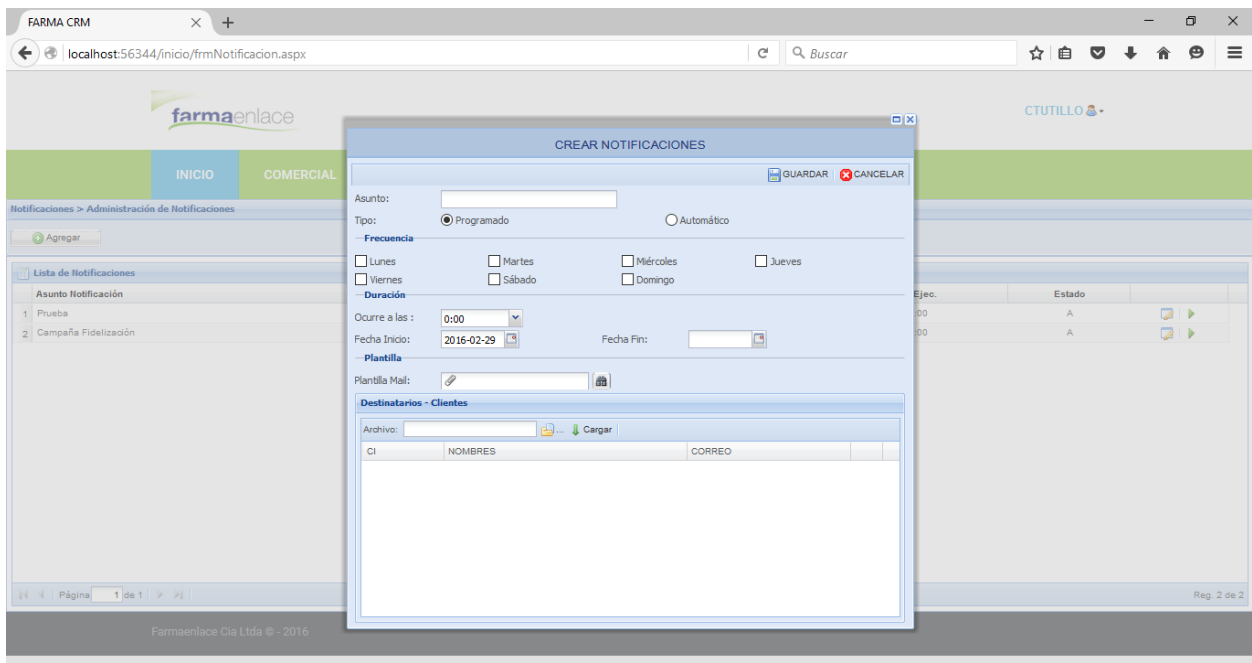 FARMA CRM
localhost:56344/inicio/frmNotificacion.aspx
Buscar
farmaenlace
CTUTILLO
INICIO COMERCIAL
Notificaciones > Administración de Notificaciones
Agregar
Lista de Notificaciones
Asunto Notificación Ejec. Estado
1 Prueba :00 A
2 Campaña Fidelización :00 A
CREAR NOTIFICACIONES
GUARDAR CANCELAR
Asunto:
Tipo: Programado Automático
Frecuencia
Lunes Martes Miércoles Jueves
Viernes Sábado Domingo
Duración
Ocurre a las : 0:00
Fecha Inicio: 2016-02-29 Fecha Fin:
Plantilla
Plantilla Mail:
Destinatarios - Clientes
Archivo: ... Cargar
CI NOMBRES CORREO
Página 1 de 1 Reg. 2 de 2
Farmaenlace Cia Ltda © - 2016